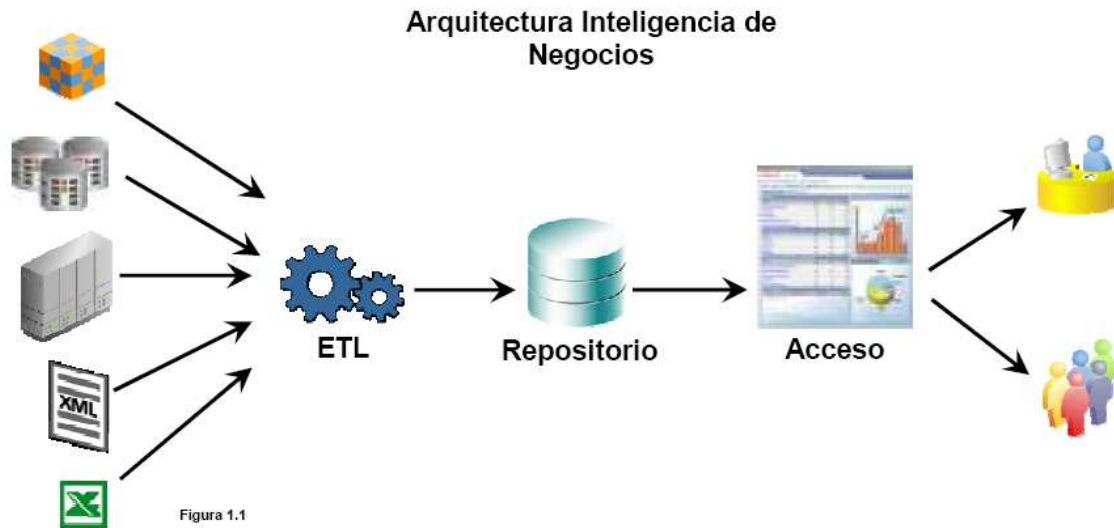 Arquitectura Inteligencia de
Negocios
ETL
Repositorio
Acceso
XML
Figura 1.1